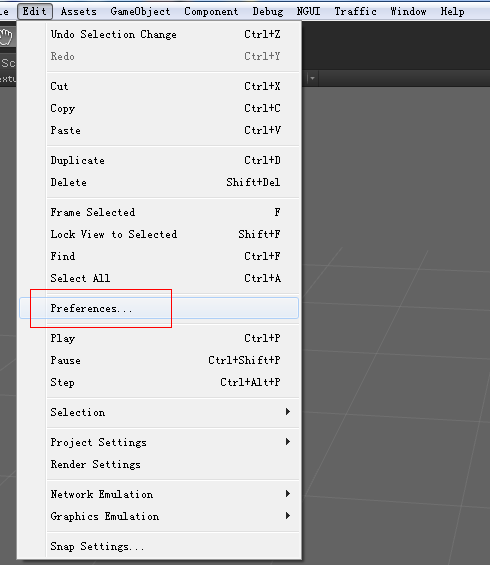 le Edit Assets GameObject Component Debug NGUI Traffic Window Help
Sc
extu
Undo Selection Change Ctrl+Z
Redo Ctrl+Y
Cut Ctrl+X
Copy Ctrl+C
Paste Ctrl+V
Duplicate Ctrl+D
Delete Shift+Del
Frame Selected F
Lock View to Selected Shift+F
Find Ctrl+F
Select All Ctrl+A
Preferences...
Play Ctrl+P
Pause Ctrl+Shift+P
Step Ctrl+Alt+P
Selection
Project Settings
Render Settings
Network Emulation
Graphics Emulation
Snap Settings...